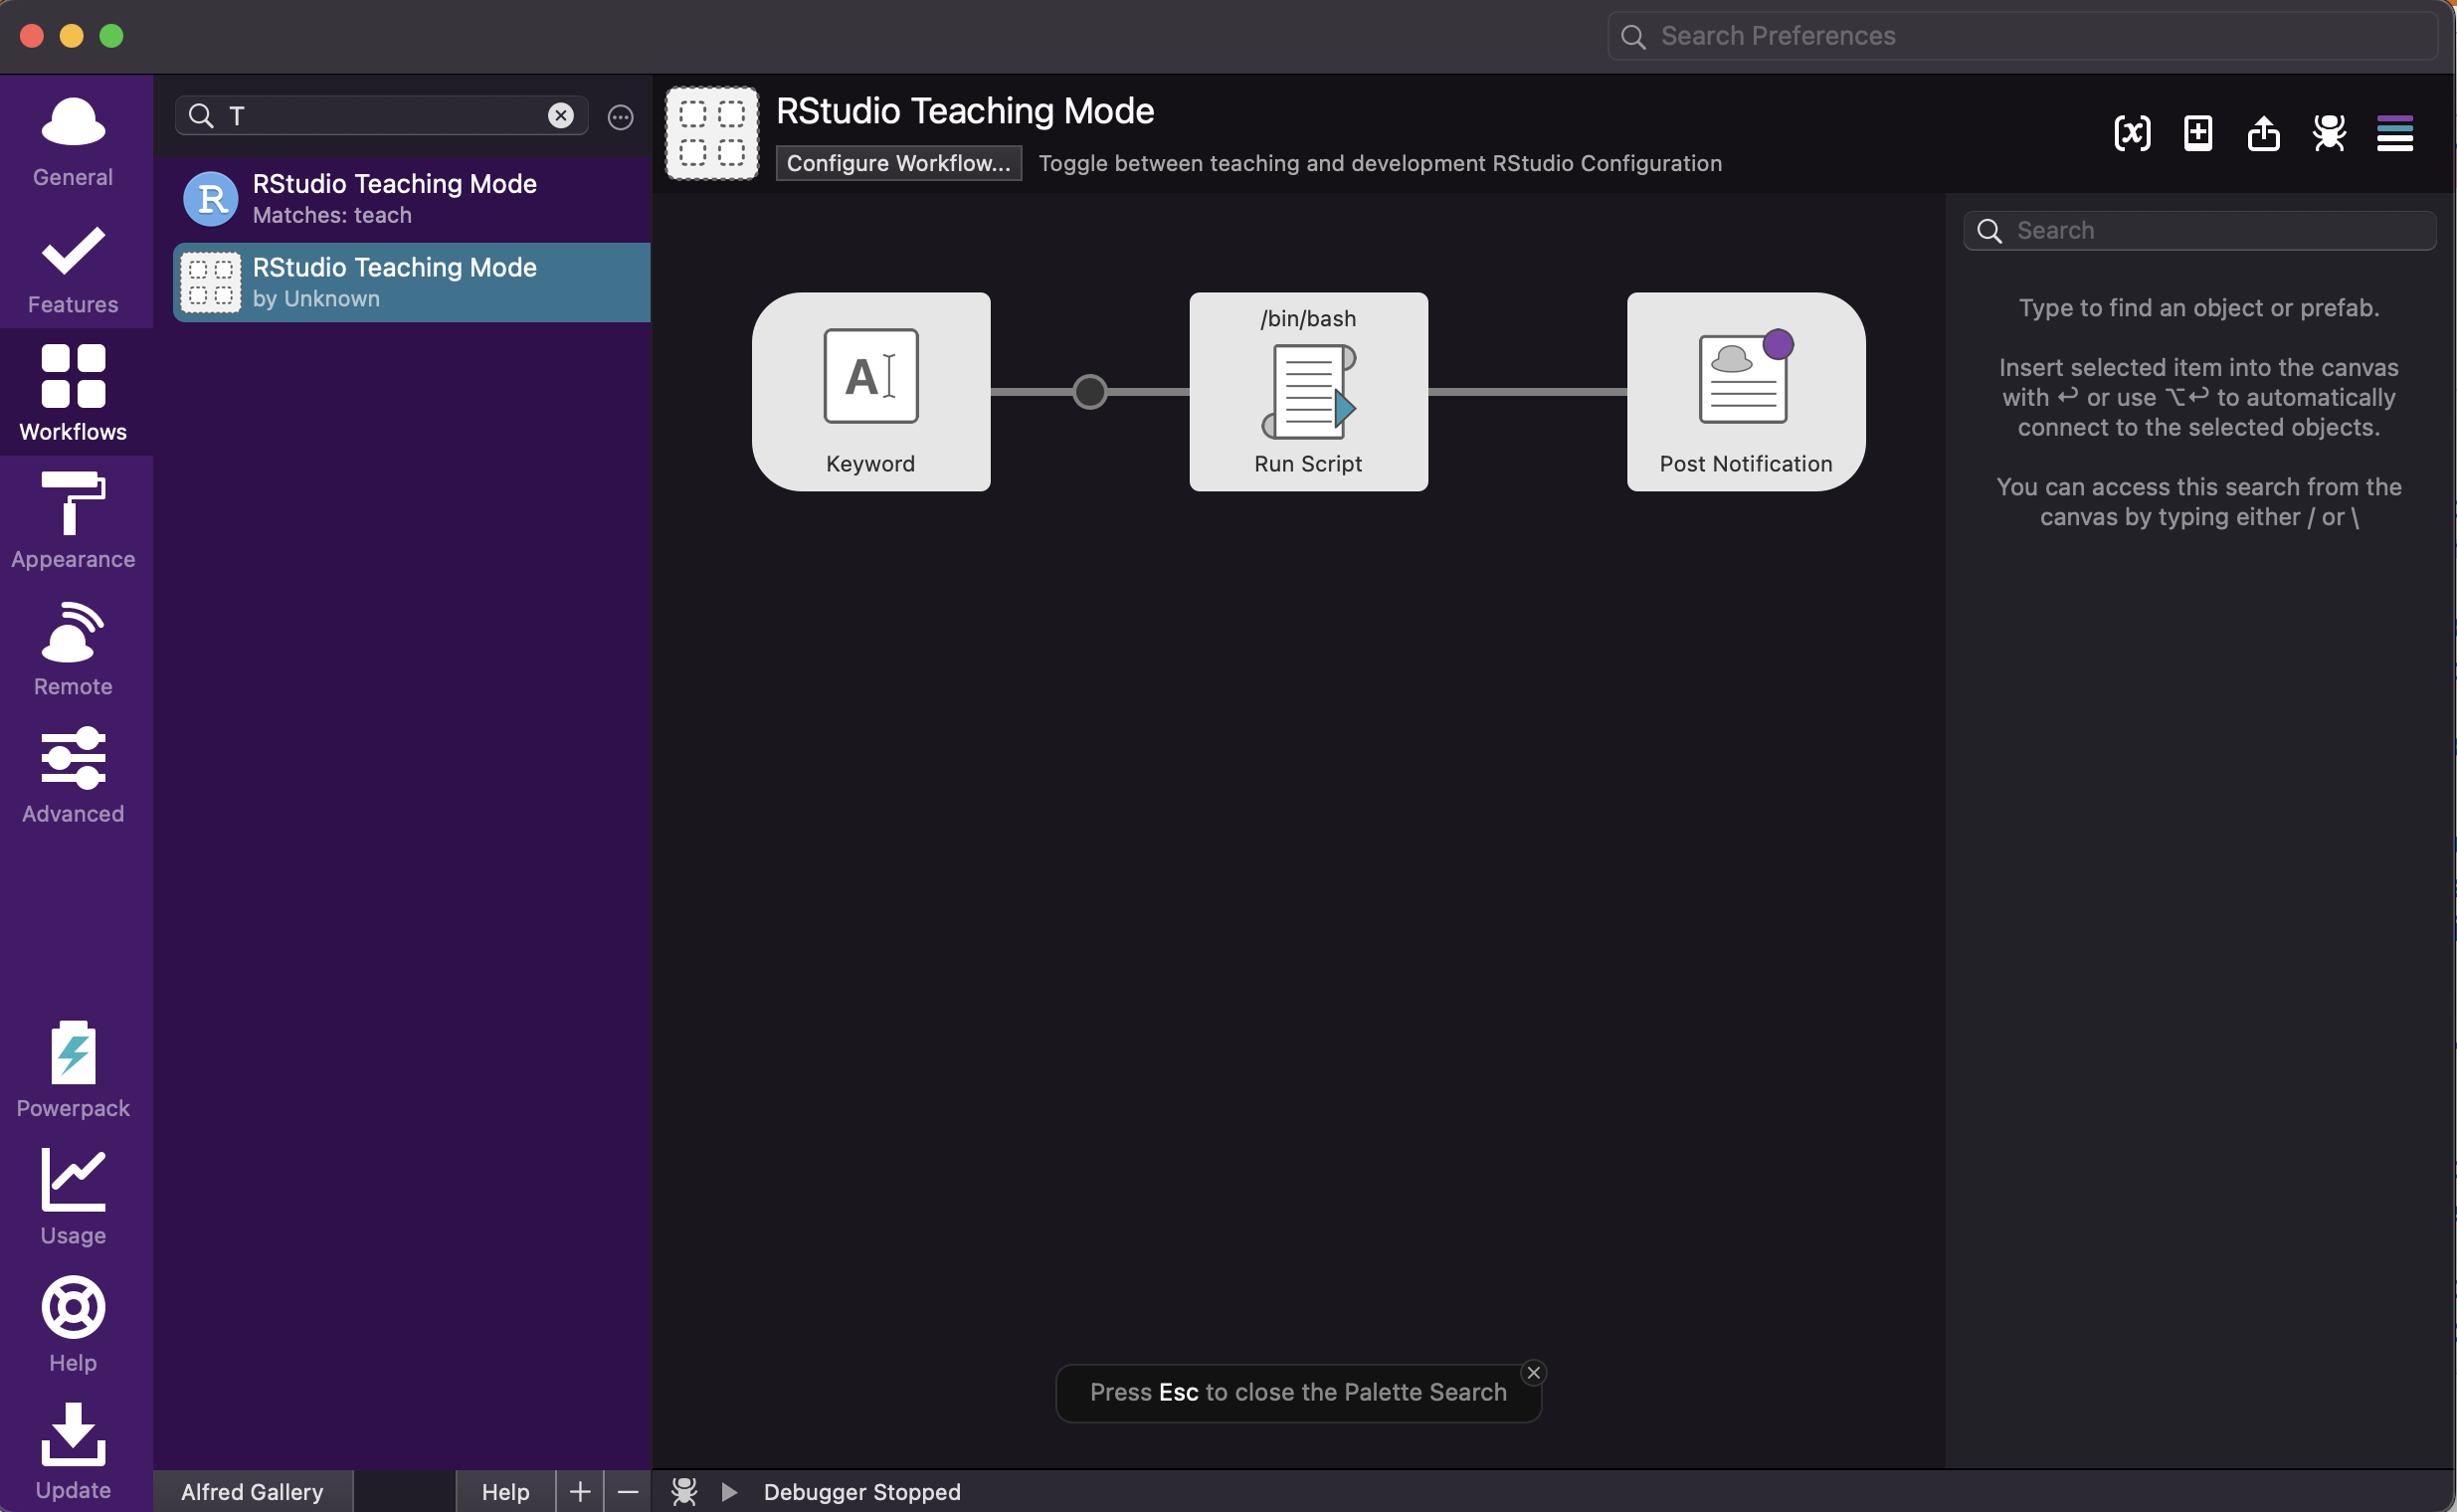 Search Preferences
General
Features
Workflows
Appearance
Remote
Advanced
Powerpack
Usage
Help
Update
T
RStudio Teaching Mode
Matches: teach
RStudio Teaching Mode
by Unknown
Alfred Gallery
Help
RStudio Teaching Mode
Configure Workflow...
Toggle between teaching and development RStudio Configuration
Keyword
/bin/bash
Run Script
Post Notification
Search
Type to find an object or prefab.
Insert selected item into the canvas
with ↩ or use ⌥↩ to automatically
connect to the selected objects.
You can access this search from the
canvas by typing either / or \
Press Esc to close the Palette Search
Debugger Stopped